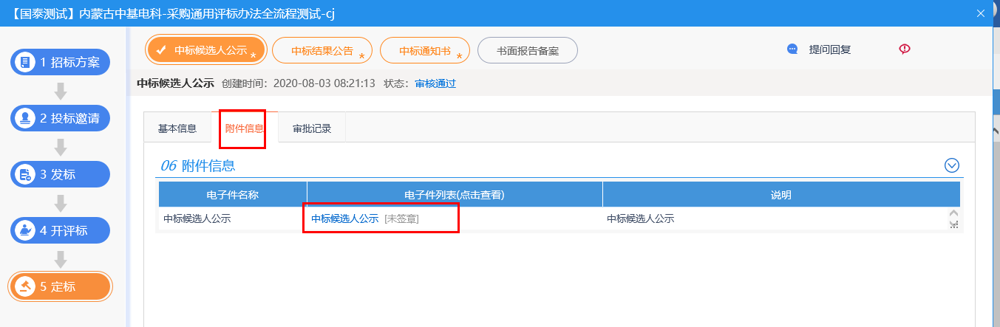 【国泰测试】内蒙古中基电科-采购通用评标办法全流程测试-cj
中标候选人公示 *
中标结果公告 *
中标通知书 *
书面报告备案
提问回复
1 招标方案
2 投标邀请
3 发标
4 开评标
5 定标
中标候选人公示 创建时间: 2020-08-03 08:21:13 状态: 审核通过
基本信息 附件信息 审批记录
06 附件信息
电子件名称 电子件列表(点击查看) 说明
中标候选人公示 中标候选人公示 [未签章] 中标候选人公示